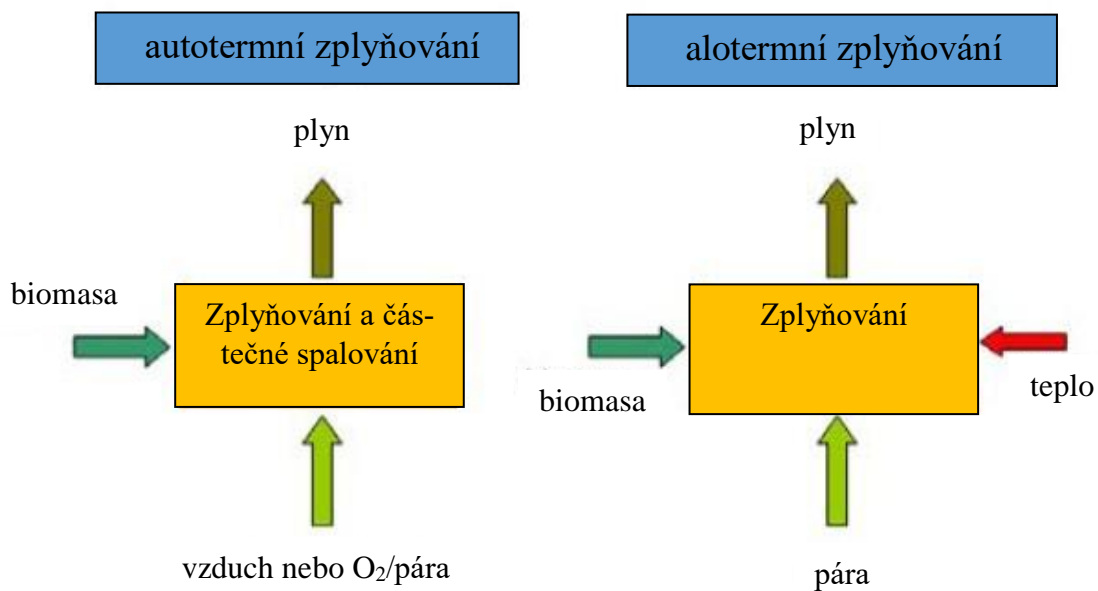 autotermní zplyňování
alotermní zplyňování
plyn
plyn
biomasa
Zplyňování a čás-
tečné spalování
Zplyňování
biomasa
teplo
vzduch nebo O₂/pára
pára